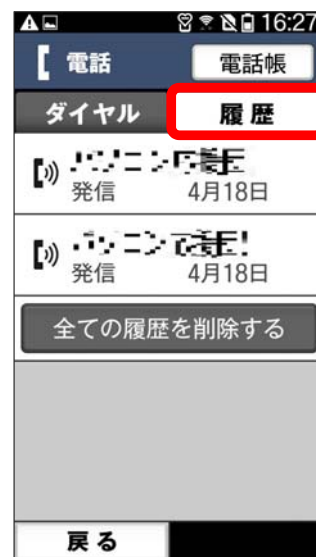 16:27
電話
電話帳
ダイヤル
履歴
発信 4月18日
発信 4月18日
全ての履歴を削除する
戻る